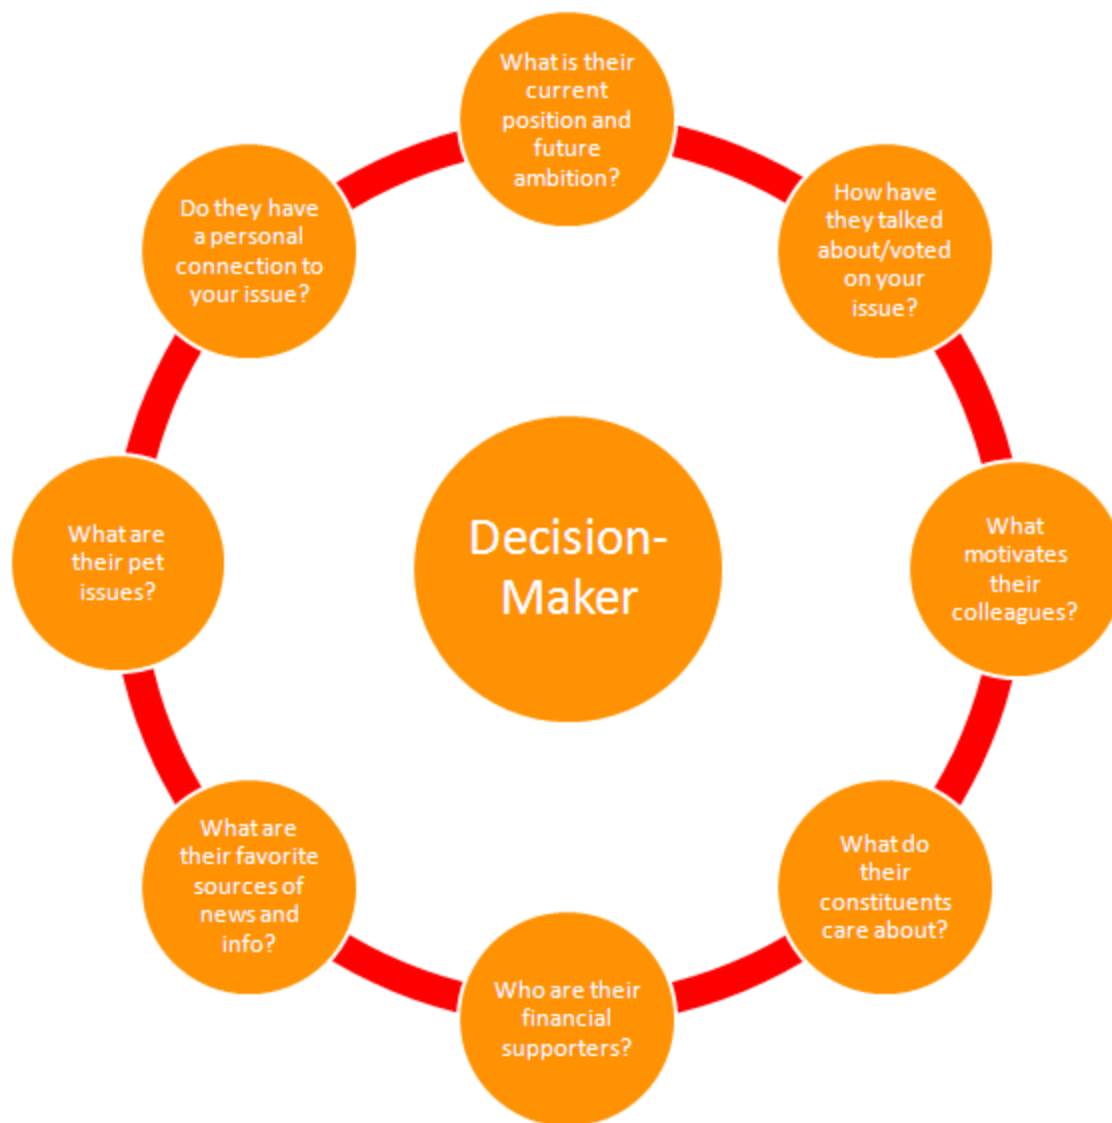 What is their
current
position and
future
ambition?
How have
they talked
about/voted
on your
issue?
What
motivates
their
colleagues?
What do
their
constituents
care about?
Who are their
financial
supporters?
What are
their favorite
sources of
news and
info?
What are
their pet
issues?
Do they have
a personal
connection to
your issue?
Decision-
Maker